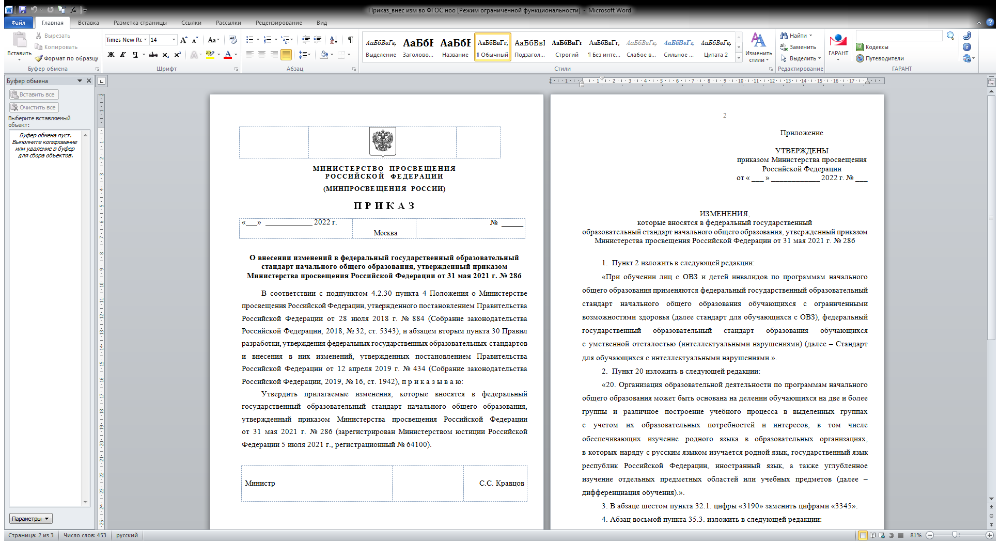 Приказ_внес изм во ФГОС ноо [Режим ограниченной функциональности] - Microsoft Word
Файл
Главная
Вставка
Разметка страницы
Ссылки
Рассылки
Рецензирование
Вид
Вставить
Вырезать
Копировать
Формат по образцу
Буфер обмена
Times New Rc
14
Шрифт
Абзац
АаБбВвГг,
Выделение
АаБбІ
Заголово...
АаБбІ
Название
АаБбВвГг,
¶ Обычный
АаБбВвІ
Подзагол...
АаБбВвГг
Строгий
АаБбВвГг,
¶ Без инте...
АаБбВвГг,
Слабое в...
АаБбВвГг,
Сильное ...
АаБбВвГг,
Цитата 2
Изменить
стили
Стили
Найти
Заменить
Выделить
Редактирование
ГАРАНТ
Кодексы
Путеводители
ГАРАНТ
Буфер обмена
Вставить все
Очистить все
Выберите вставляемый
объект:
Буфер обмена пуст.
Выполните копирование
или удаление в буфер
для сбора объектов.
Параметры
МИНИСТЕРСТВО ПРОСВЕЩЕНИЯ
РОССИЙСКОЙ ФЕДЕРАЦИИ
(МИНПРОСВЕЩЕНИЯ РОССИИ)
П Р И К А З
«___» ____________ 2022 г.
№ ______
Москва
О внесении изменений в федеральный государственный образовательный
стандарт начального общего образования, утвержденный приказом
Министерства просвещения Российской Федерации от 31 мая 2021 г. № 286
В соответствии с подпунктом 4.2.30 пункта 4 Положения о Министерстве
просвещения Российской Федерации, утвержденного постановлением Правительства
Российской Федерации от 28 июля 2018 г. № 884 (Собрание законодательства
Российской Федерации, 2018, № 32, ст. 5343), и абзацем вторым пункта 30 Правил
разработки, утверждения федеральных государственных образовательных стандартов
и внесения в них изменений, утвержденных постановлением Правительства
Российской Федерации от 12 апреля 2019 г. № 434 (Собрание законодательства
Российской Федерации, 2019, № 16, ст. 1942), п р и к а з ы в а ю:
Утвердить прилагаемые изменения, которые вносятся в федеральный
государственный образовательный стандарт начального общего образования,
утвержденный приказом Министерства просвещения Российской Федерации
от 31 мая 2021 г. № 286 (зарегистрирован Министерством юстиции Российской
Федерации 5 июля 2021 г., регистрационный № 64100).
Министр
С.С. Кравцов
2
Приложение
УТВЕРЖДЕНЫ
приказом Министерства просвещения
Российской Федерации
от « ___ » ____________ 2022 г. № ___
ИЗМЕНЕНИЯ,
которые вносятся в федеральный государственный
образовательный стандарт начального общего образования, утвержденный приказом
Министерства просвещения Российской Федерации от 31 мая 2021 г. № 286
1. Пункт 2 изложить в следующей редакции:
«При обучении лиц с ОВЗ и детей инвалидов по программам начального
общего образования применяются федеральный государственный образовательный
стандарт начального общего образования обучающихся с ограниченными
возможностями здоровья (далее стандарт для обучающихся с ОВЗ), федеральный
государственный образовательный стандарт образования обучающихся
с умственной отсталостью (интеллектуальными нарушениями) (далее – Стандарт
для обучающихся с интеллектуальными нарушениями.».
2. Пункт 20 изложить в следующей редакции:
«20. Организация образовательной деятельности по программам начального
общего образования может быть основана на делении обучающихся на две и более
группы и различное построение учебного процесса в выделенных группах
с учетом их образовательных потребностей и интересов, в том числе
обеспечивающих изучение родного языка в образовательных организациях,
в которых наряду с русским языком изучается родной язык, государственный язык
республик Российской Федерации, иностранный язык, а также углубленное
изучение отдельных предметных областей или учебных предметов (далее –
дифференциация обучения).».
3. В абзаце шестом пункта 32.1. цифры «3190» заменить цифрами «3345».
4. Абзац восьмой пункта 35.3. изложить в следующей редакции:
Страница: 2 из 3
Число слов: 453
русский
81%